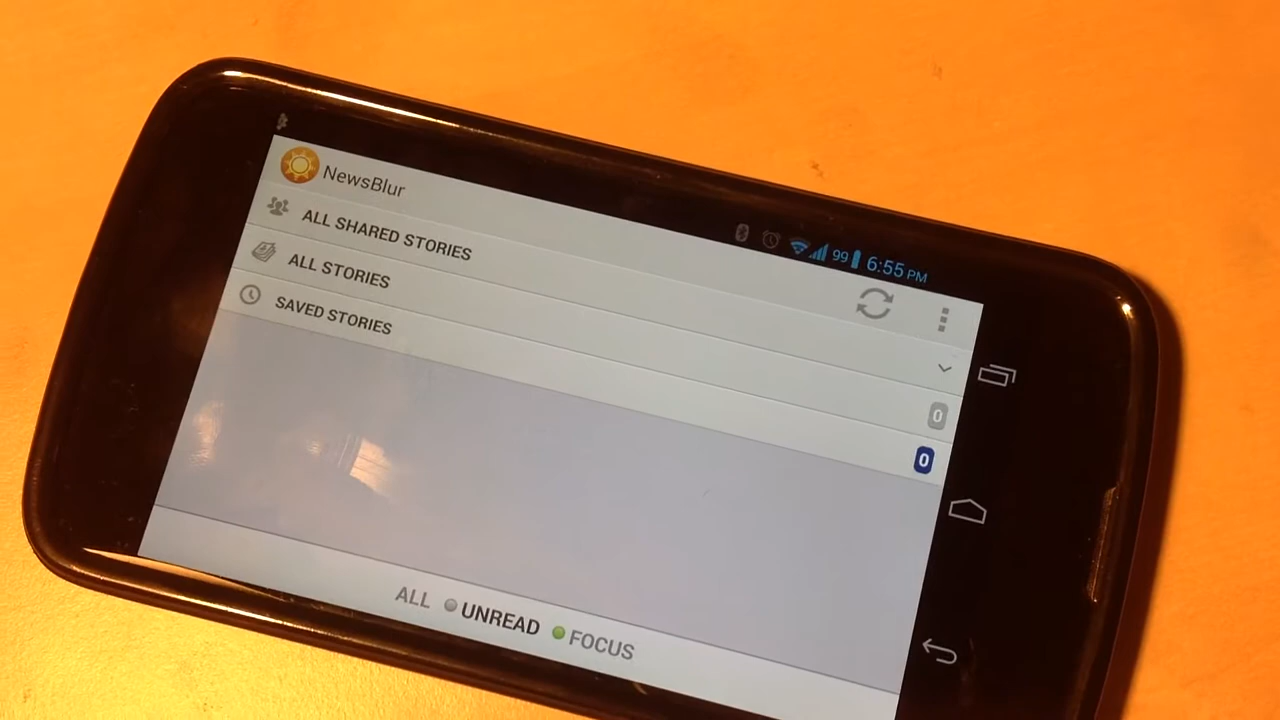 99 6:55 PM
NewsBlur
ALL SHARED STORIES
ALL STORIES
0
SAVED STORIES
0
ALL UNREAD FOCUS